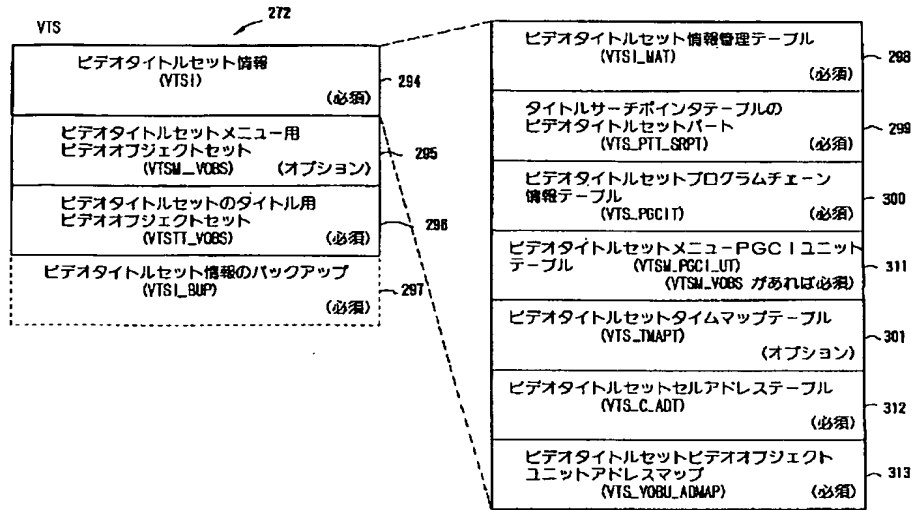 272
VTS
ビデオタイトルセット情報
(VTSI)
(必須)
294
ビデオタイトルセットメニュー用
ビデオオブジェクトセット
(VTSM_VOBS) (オプション)
295
ビデオタイトルセットのタイトル用
ビデオオブジェクトセット
(VTSTT_VOBS) (必須)
296
ビデオタイトルセット情報のバックアップ
(VTSI_BUP)
(必須)
297
ビデオタイトルセット情報管理テーブル
(VTSI_MAT)
(必須)
298
タイトルサーチポインタテーブルの
ビデオタイトルセットパート
(VTS_PTT_SRPT) (必須)
299
ビデオタイトルセットプログラムチェーン
情報テーブル
(VTS_PGCIT) (必須)
300
ビデオタイトルセットメニューPGCIユニット
テーブル (VTSM_PGCI_UT)
(VTSM_VOBS があれば必須)
311
ビデオタイトルセットタイムマップテーブル
(VTS_TMAPT)
(オプション)
301
ビデオタイトルセットセルアドレステーブル
(VTS_C_ADT)
(必須)
312
ビデオタイトルセットビデオオブジェクト
ユニットアドレスマップ
(VTS_VOBU_ADMAP) (必須)
313